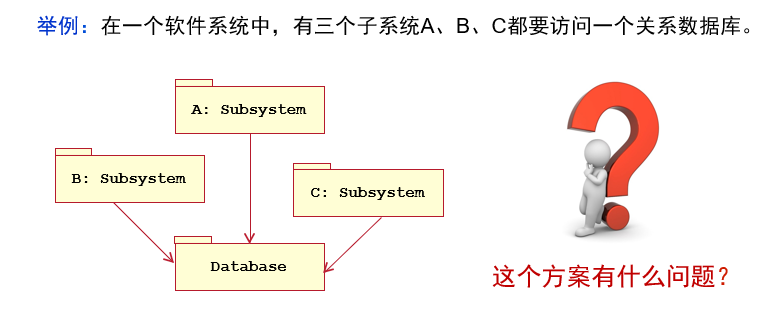 举例：在一个软件系统中，有三个子系统A、B、C都要访问一个关系数据库。
A: Subsystem
B: Subsystem
C: Subsystem
Database
这个方案有什么问题？